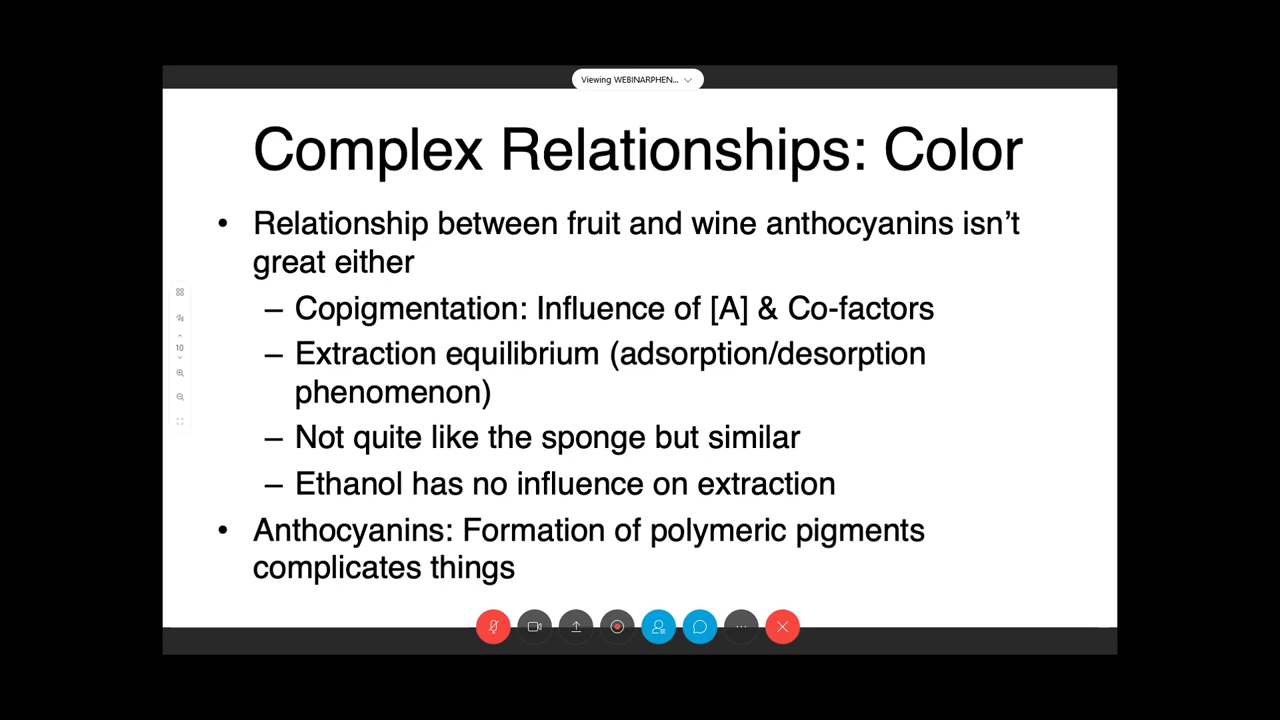 Viewing WEBINARPHEN...
Complex Relationships: Color
• Relationship between fruit and wine anthocyanins isn’t
great either
– Copigmentation: Influence of [A] & Co-factors
– Extraction equilibrium (adsorption/desorption
phenomenon)
– Not quite like the sponge but similar
– Ethanol has no influence on extraction
• Anthocyanins: Formation of polymeric pigments
complicates things
10